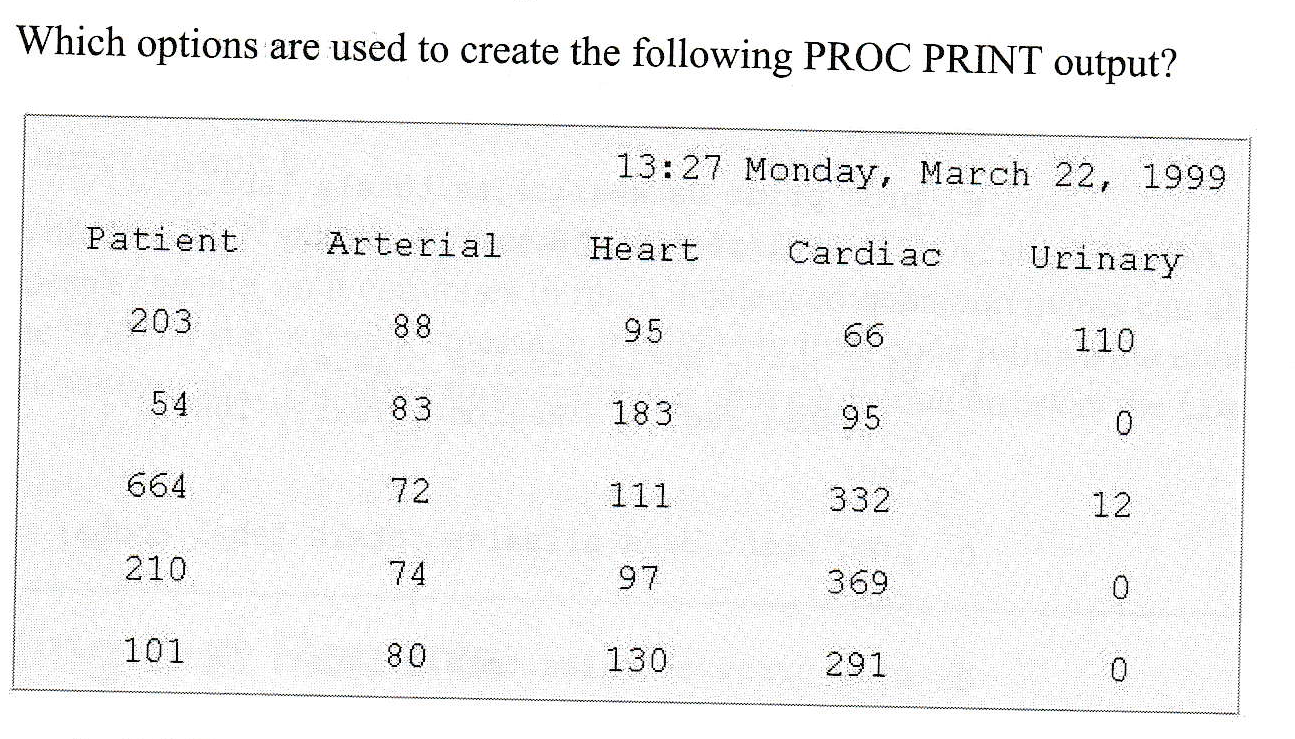 Which options are used to create the following PROC PRINT output?
13:27 Monday, March 22, 1999
Patient Arterial Heart Cardiac Urinary
203 88 95 66 110
54 83 183 95 0
664 72 111 332 12
210 74 97 369 0
101 80 130 291 0